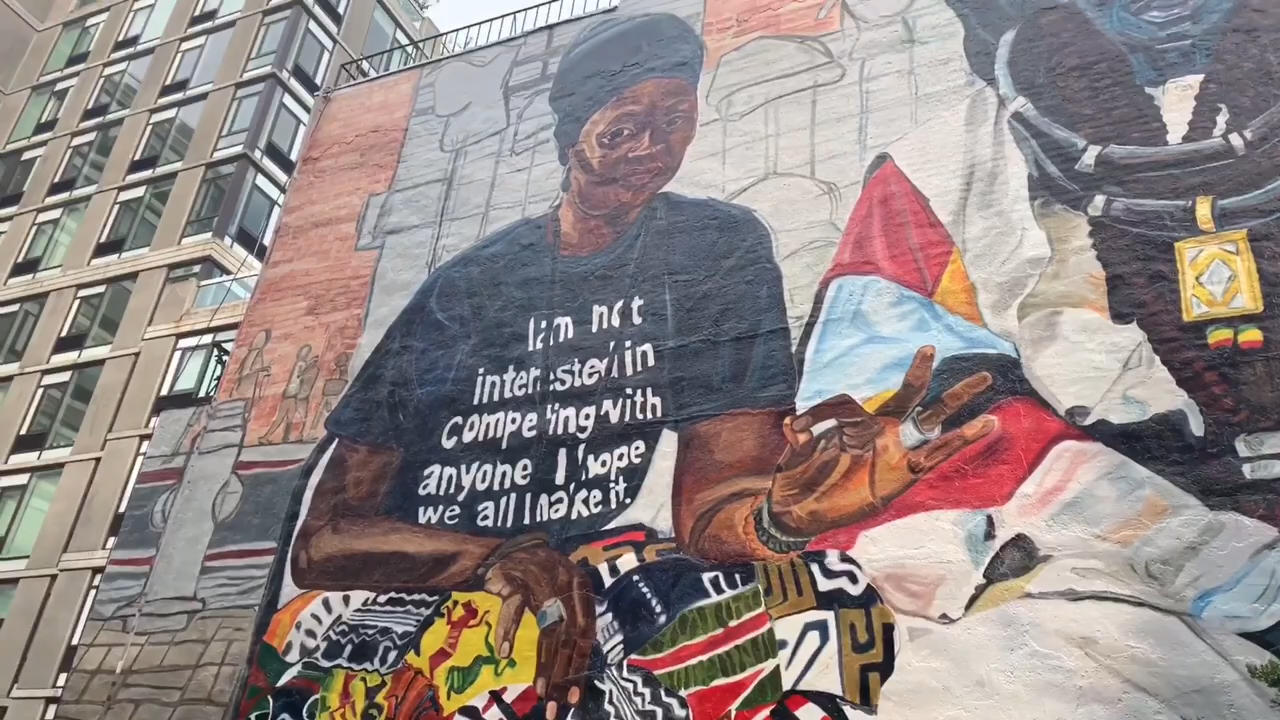 I am not
interested in
competing with
anyone I hope
we all make it.